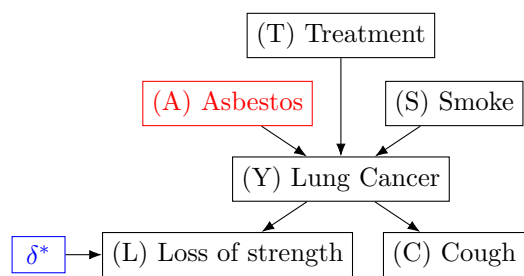 (T) Treatment
(A) Asbestos
(S) Smoke
(Y) Lung Cancer
δ*
(L) Loss of strength
(C) Cough